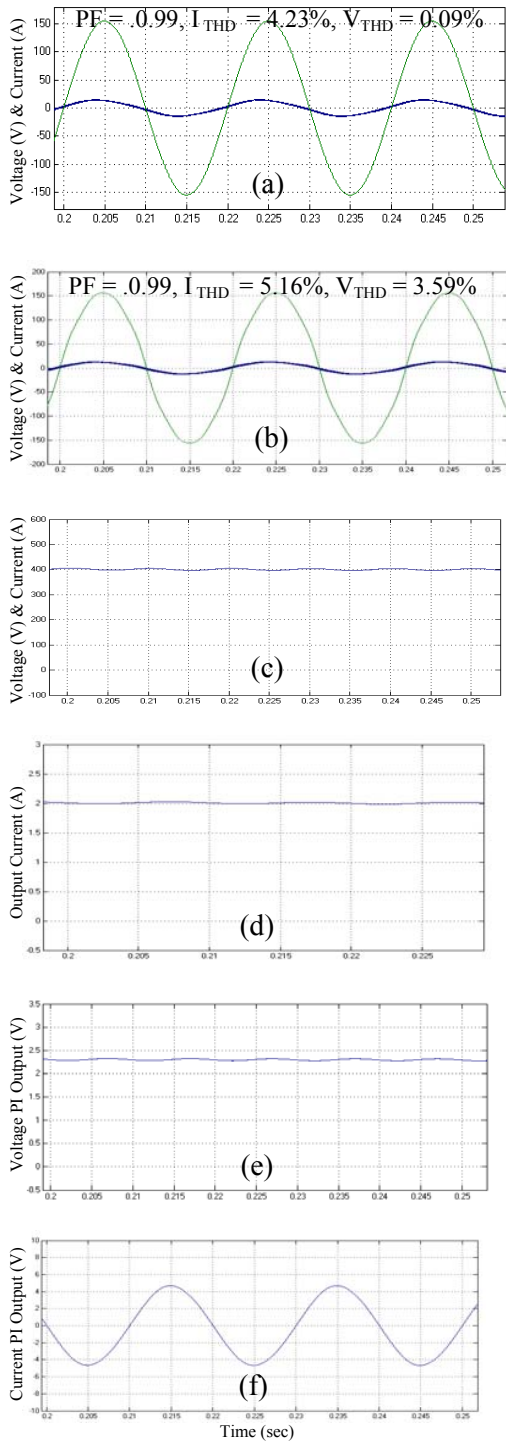 PF = .0.99, I THD = 4.23%, V THD = 0.09%
Voltage (V) & Current (A)
150
100
50
0
-50
-100
-150
(a)
0.2 0.205 0.21 0.215 0.22 0.225 0.23 0.235 0.24 0.245 0.25
PF = .0.99, I THD = 5.16%, V THD = 3.59%
Voltage (V) & Current (A)
200
150
100
50
0
-50
-100
-150
-200
(b)
0.2 0.205 0.21 0.215 0.22 0.225 0.23 0.235 0.24 0.245 0.25
Voltage (V) & Current (A)
600
500
400
300
200
100
0
-100
(c)
0.2 0.205 0.21 0.215 0.22 0.225 0.23 0.235 0.24 0.245 0.25
Output Current (A)
3
2.5
2
1.5
1
0.5
0
-0.5
(d)
0.2 0.205 0.21 0.215 0.22 0.225
Voltage PI Output (V)
3.5
3
2.5
2
1.5
1
0.5
0
-0.5
(e)
0.2 0.205 0.21 0.215 0.22 0.225 0.23 0.235 0.24 0.245 0.25
Current PI Output (V)
10
8
6
4
2
0
-2
-4
-6
-8
-10
(f)
0.2 0.205 0.21 0.215 0.22 0.225 0.23 0.235 0.24 0.245 0.25
Time (sec)